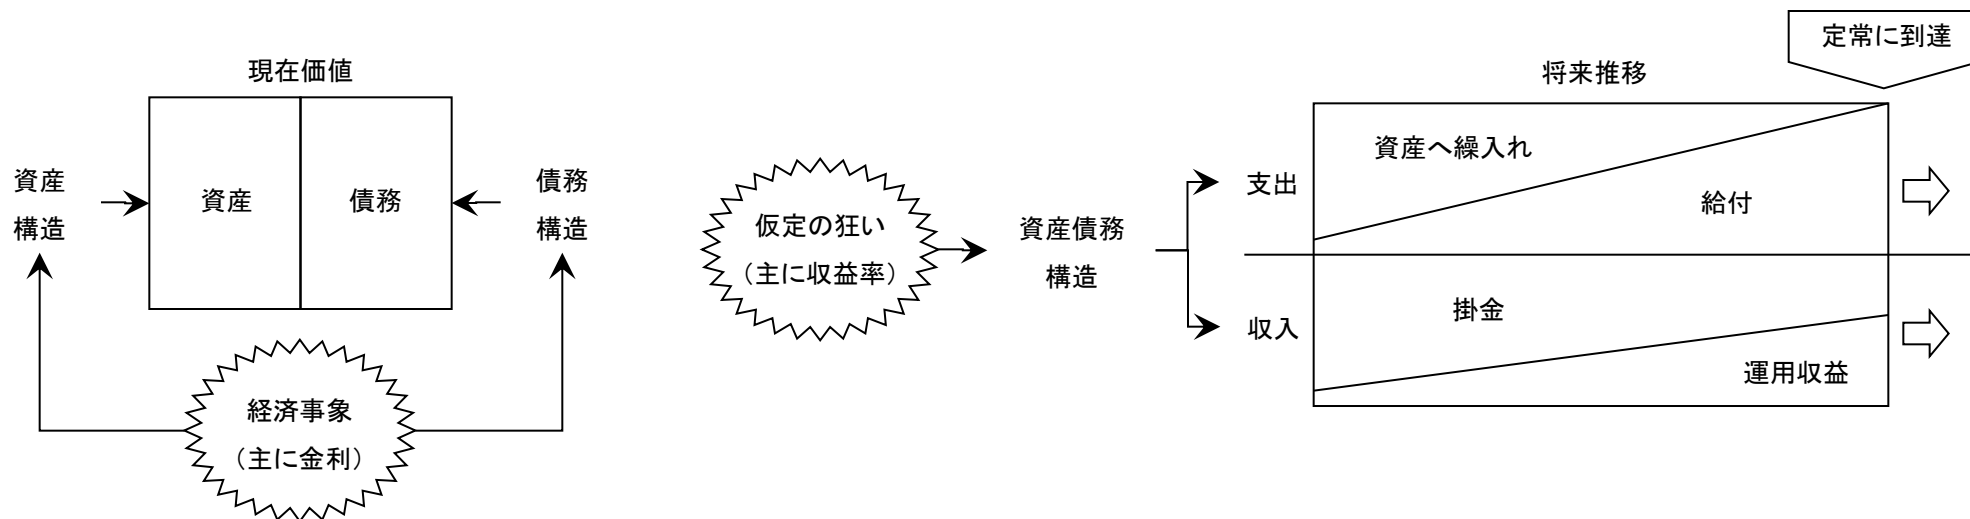 現在価値
資産
構造
資産
債務
債務
構造
経済事象
（主に金利）
仮定の狂い
（主に収益率）
資産債務
構造
支出
収入
将来推移
定常に到達
資産へ繰入れ
給付
掛金
運用収益